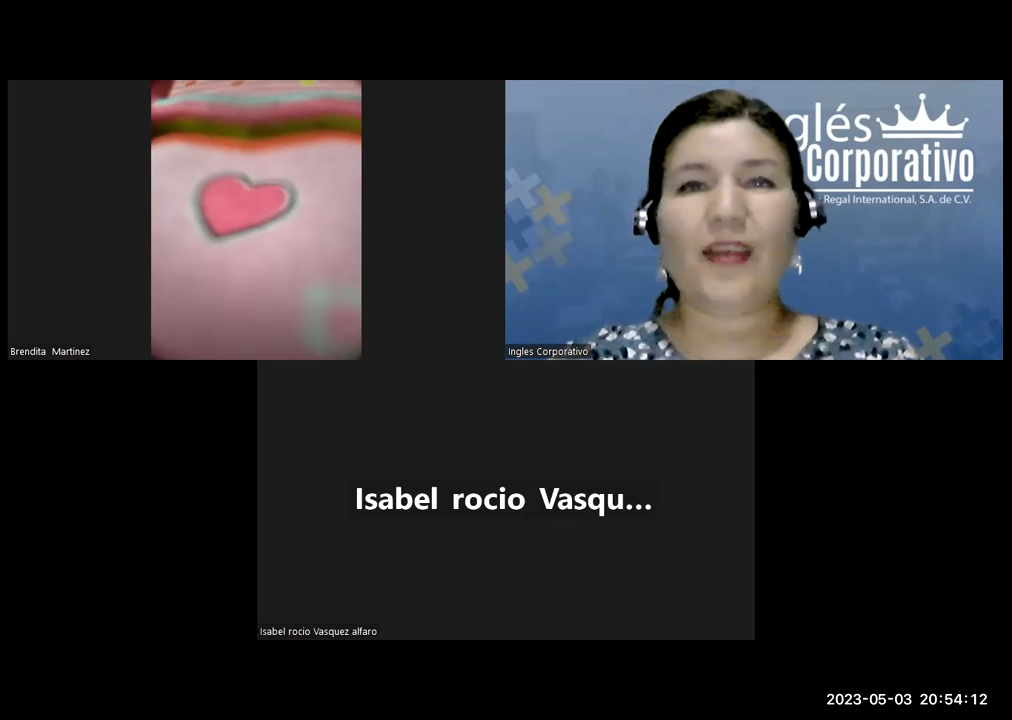 glés
Corporativo
Regal International, S.A. de C.V.
Brendita Martinez
Ingles Corporativo
Isabel rocio Vasqu...
Isabel rocio Vasquez alfaro
2023-05-03 20:54:12